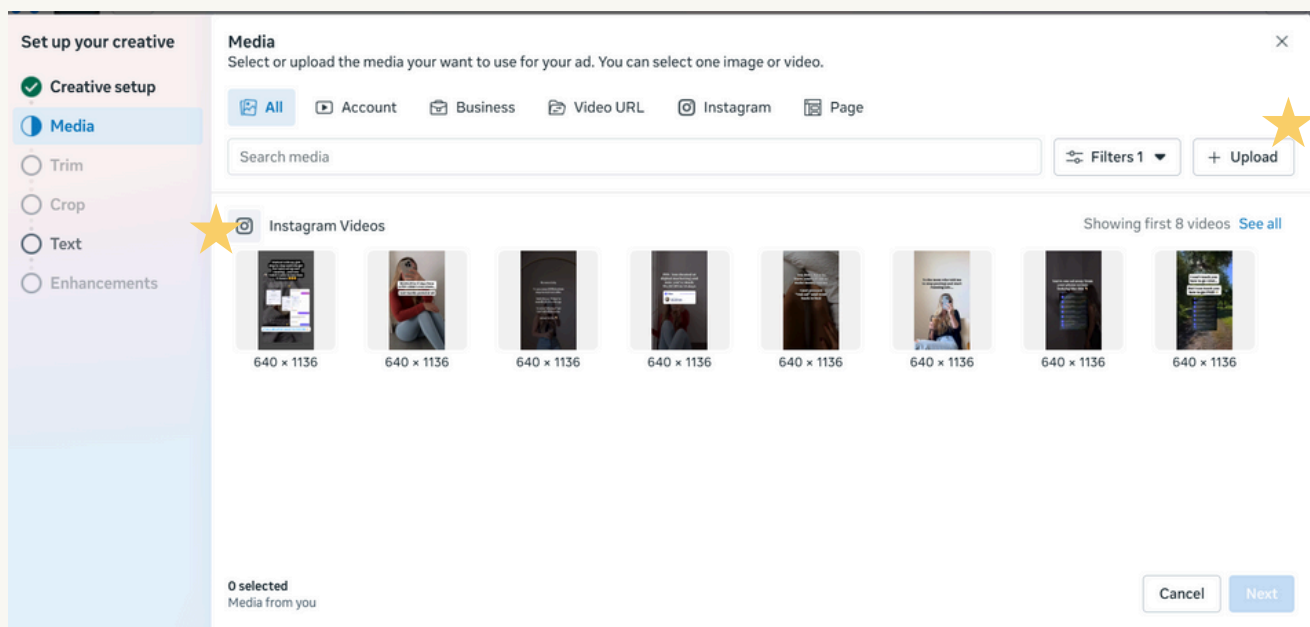 Set up your creative
Creative setup
Media
Trim
Crop
Text
Enhancements
Media
Select or upload the media your want to use for your ad. You can select one image or video.
All
Account
Business
Video URL
Instagram
Page
Search media
Filters 1
+ Upload
Instagram Videos
Showing first 8 videos See all
640 × 1136
640 × 1136
640 × 1136
640 × 1136
640 × 1136
640 × 1136
640 × 1136
640 × 1136
0 selected
Media from you
Cancel
Next